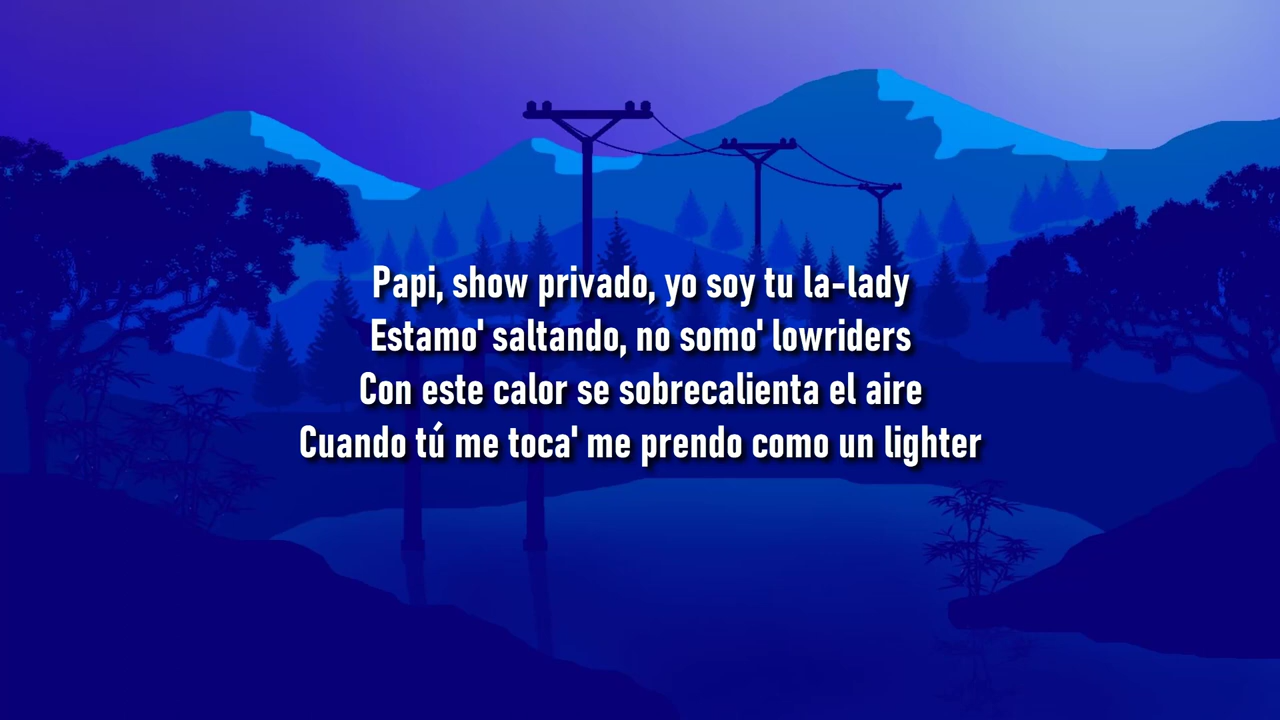 Papi, show privado, yo soy tu la-lady
Estamo' saltando, no somo' lowriders
Con este calor se sobrecalienta el aire
Cuando tú me toca' me prendo como un lighter